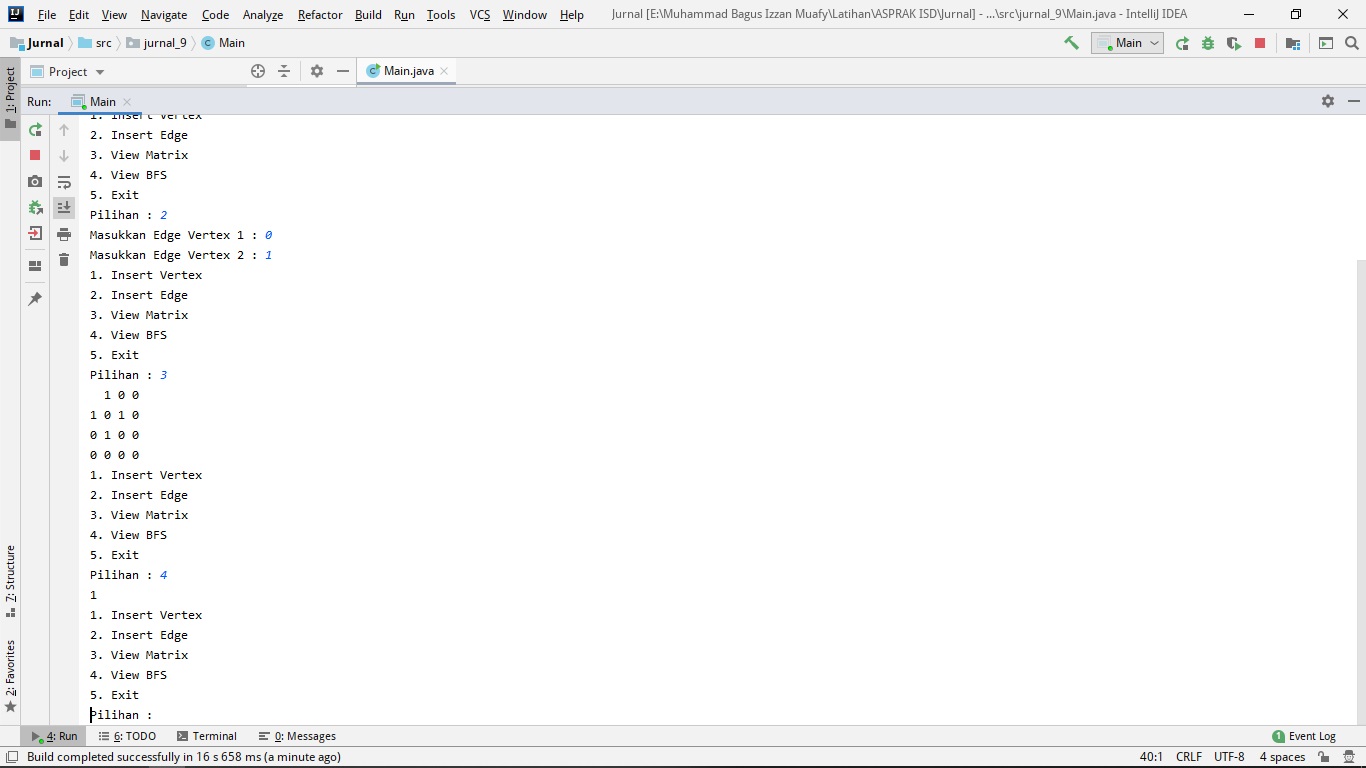 File Edit View Navigate Code Analyze Refactor Build Run Tools VCS Window Help Jurnal [E:\Muhammad Bagus Izzan Muafy\Latihan\ASPRAK ISD\Jurnal] - ...\src\jurnal_9\Main.java - IntelliJ IDEA
Jurnal src jurnal_9 Main Main
1: Project Project Main.java
Run: Main
1. Insert Vertex
2. Insert Edge
3. View Matrix
4. View BFS
5. Exit
Pilihan : 2
Masukkan Edge Vertex 1 : 0
Masukkan Edge Vertex 2 : 1
1. Insert Vertex
2. Insert Edge
3. View Matrix
4. View BFS
5. Exit
Pilihan : 3
  1 0 0
1 0 1 0
0 1 0 0
0 0 0 0
1. Insert Vertex
2. Insert Edge
3. View Matrix
4. View BFS
5. Exit
Pilihan : 4
1
1. Insert Vertex
2. Insert Edge
3. View Matrix
4. View BFS
5. Exit
Pilihan :
7: Structure
2: Favorites
4: Run 6: TODO Terminal 0: Messages 1 Event Log
Build completed successfully in 16 s 658 ms (a minute ago) 40:1 CRLF UTF-8 4 spaces